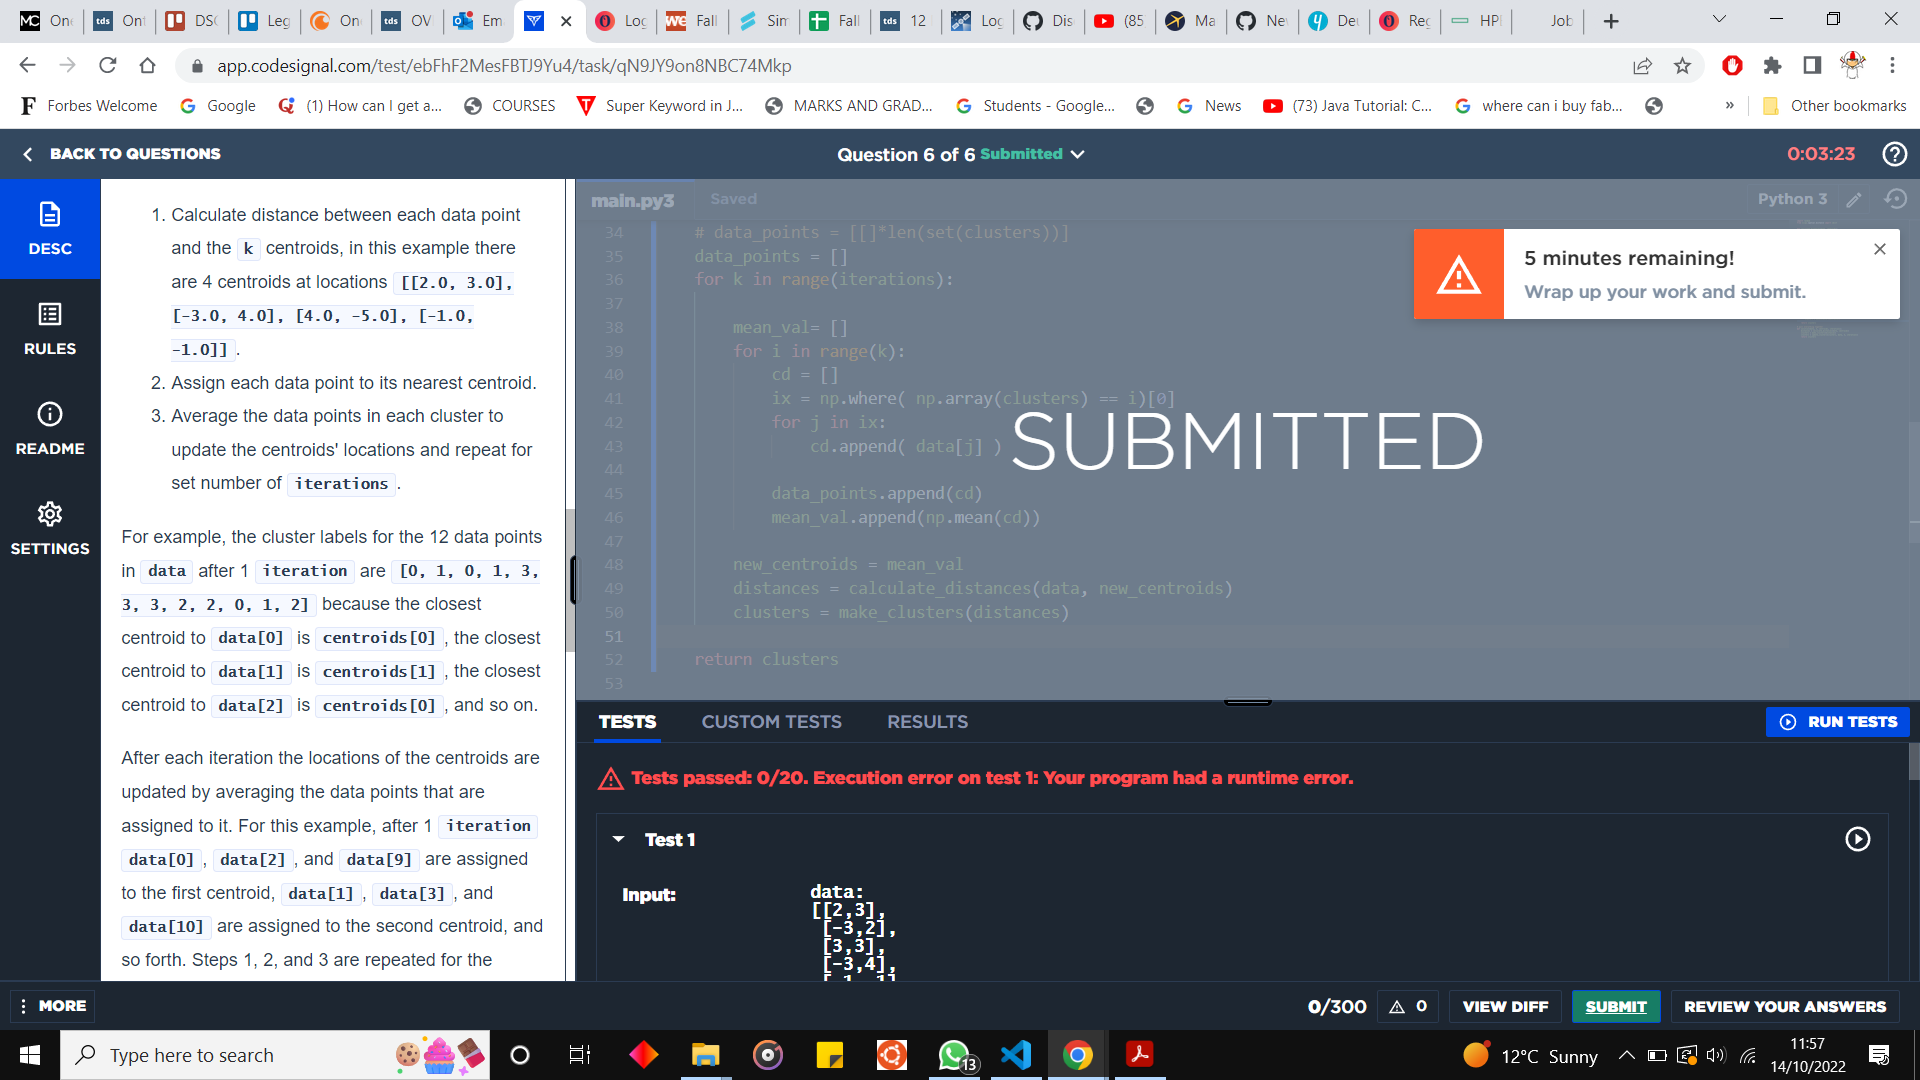 One
Ont
DSC
Leg
One
OV
Em
Log
Fall
Sim
Fall
12
Log
Dis
(85
Ma
Nev
Deu
Reg
HPI
Job
app.codesignal.com/test/ebFhF2MesFBTJ9Yu4/task/qN9JY9on8NBC74Mkp
Forbes Welcome
Google
(1) How can I get a...
COURSES
Super Keyword in J...
MARKS AND GRAD...
Students - Google...
News
(73) Java Tutorial: C...
where can i buy fab...
»
Other bookmarks
BACK TO QUESTIONS
Question 6 of 6 Submitted
0:03:23
DESC
RULES
README
SETTINGS
1. Calculate distance between each data point
and the k centroids, in this example there
are 4 centroids at locations [[2.0, 3.0],
[-3.0, 4.0], [4.0, -5.0], [-1.0,
-1.0]] .
2. Assign each data point to its nearest centroid.
3. Average the data points in each cluster to
update the centroids' locations and repeat for
set number of iterations .
For example, the cluster labels for the 12 data points
in data after 1 iteration are [0, 1, 0, 1, 3,
3, 3, 2, 2, 0, 1, 2] because the closest
centroid to data[0] is centroids[0] , the closest
centroid to data[1] is centroids[1] , the closest
centroid to data[2] is centroids[0] , and so on.
After each iteration the locations of the centroids are
updated by averaging the data points that are
assigned to it. For this example, after 1 iteration
data[0] , data[2] , and data[9] are assigned
to the first centroid, data[1] , data[3] , and
data[10] are assigned to the second centroid, and
so forth. Steps 1, 2, and 3 are repeated for the
main.py3
Saved
Python 3
34 # data_points = [[]*len(set(clusters))]
35 data_points = []
36 for k in range(iterations):
37
38 mean_val= []
39 for i in range(k):
40 cd = []
41 ix = np.where( np.array(clusters) == i)[0]
42 for j in ix:
43 cd.append( data[j] )
44
45 data_points.append(cd)
46 mean_val.append(np.mean(cd))
47
48 new_centroids = mean_val
49 distances = calculate_distances(data, new_centroids)
50 clusters = make_clusters(distances)
51
52 return clusters
53
SUBMITTED
5 minutes remaining!
Wrap up your work and submit.
TESTS
CUSTOM TESTS
RESULTS
RUN TESTS
Tests passed: 0/20. Execution error on test 1: Your program had a runtime error.
Test 1
Input:
data:
[[2,3],
[-3,2],
[3,3],
[-3,4],
MORE
0/300
0
VIEW DIFF
SUBMIT
REVIEW YOUR ANSWERS
Type here to search
13
12°C Sunny
11:57
14/10/2022